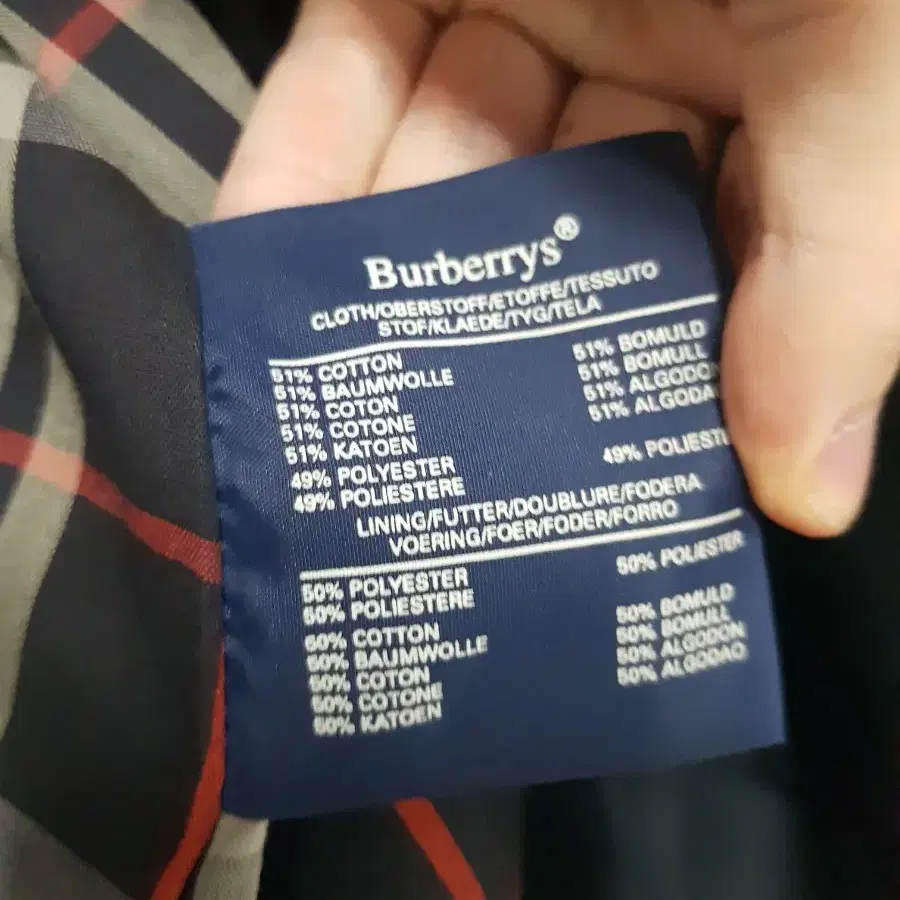 Burberrys®
CLOTH/OBERSTOFF/ETOFFE/TESSUTO
STOF/KLAEDE/TYG/TELA
51% COTTON
51% BAUMWOLLE
51% COTON
51% COTONE
51% KATOEN
49% POLYESTER
49% POLIESTERE
51% BOMULD
51% BOMULL
51% ALGODO
51% ALGODA
49% POLIESTE
LINING/FUTTER/DOUBLURE/FODERA
VOERING/FOER/FODER/FORRO
50% POLYESTER
50% POLIESTERE
50% COTTON
50% BAUMWOLLE
50% COTON
50% COTONE
50% KATOEN
50% POLIESTER
50% BOMULD
50% BOMULL
50% ALGODON
50% ALGODAO